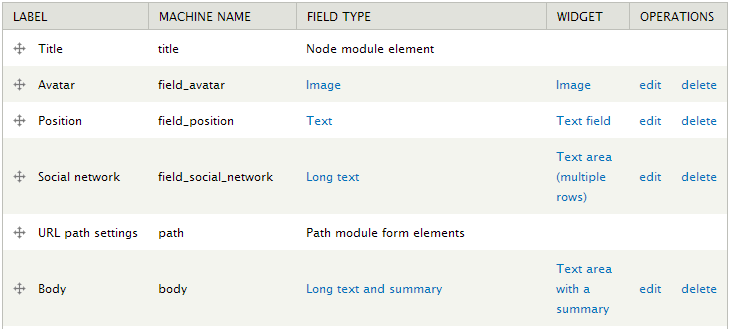 LABEL MACHINE NAME FIELD TYPE WIDGET OPERATIONS
Title title Node module element
Avatar field_avatar Image Image edit delete
Position field_position Text Text field edit delete
Social network field_social_network Long text Text area (multiple rows) edit delete
URL path settings path Path module form elements
Body body Long text and summary Text area with a summary edit delete